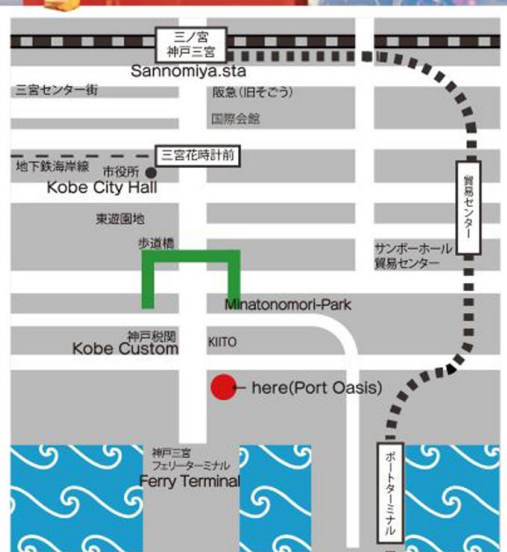 三ノ宮
神戸三宮
Sannomiya.sta
三宮センター街
阪急(旧そごう)
国際会館
三宮花時計前
地下鉄海岸線
市役所
Kobe City Hall
貿易センター
東遊園地
歩道橋
サンボーホール
貿易センター
Minatonomori-Park
神戸税関
Kobe Custom
KIITO
← here(Port Oasis)
神戸三宮
フェリーターミナル
Ferry Terminal
ポートターミナル